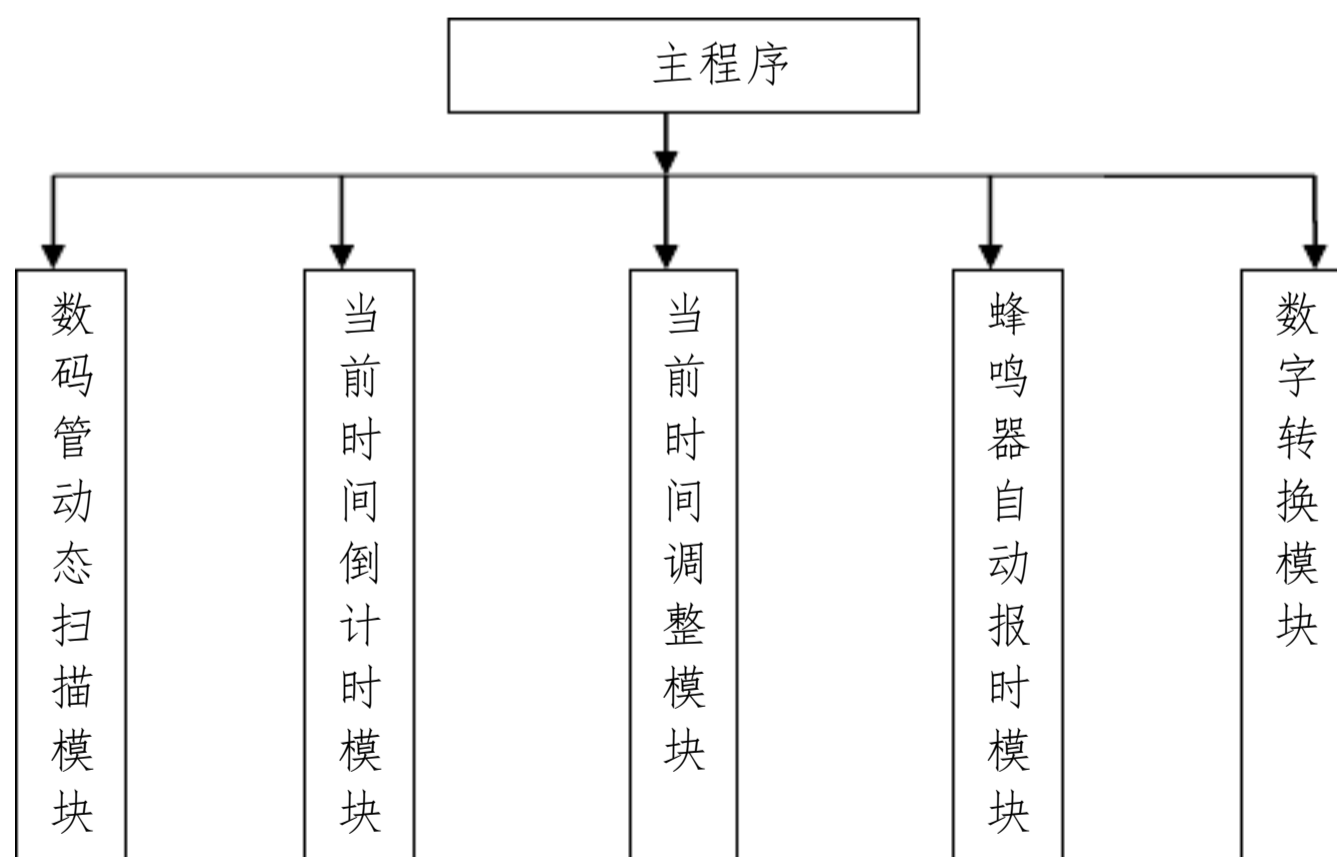 主程序
数码管动态扫描模块
当前时间倒计时模块
当前时间调整模块
蜂鸣器自动报时模块
数字转换模块